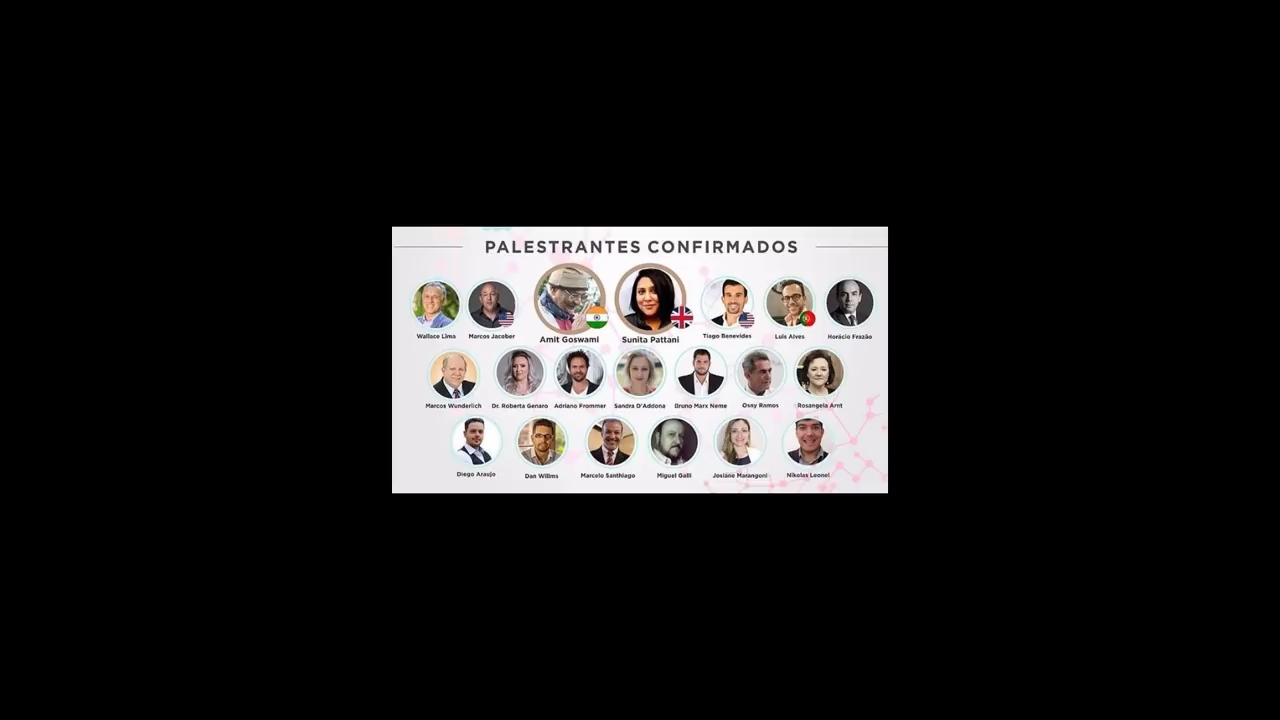 PALESTRANTES CONFIRMADOS
Wallace Lima
Marcos Jacober
Amit Goswami
Sunita Pattani
Tiago Benevides
Luis Alves
Horácio Frazão
Marcos Wunderlich
Dr. Roberta Genaro
Adriano Frommer
Sandra D'Addona
Bruno Marx Neme
Osny Ramos
Rosangela Arnt
Diego Araujo
Dan Willms
Marcelo Santhiago
Miguel Galli
Josiane Marangoni
Nikolas Leonel